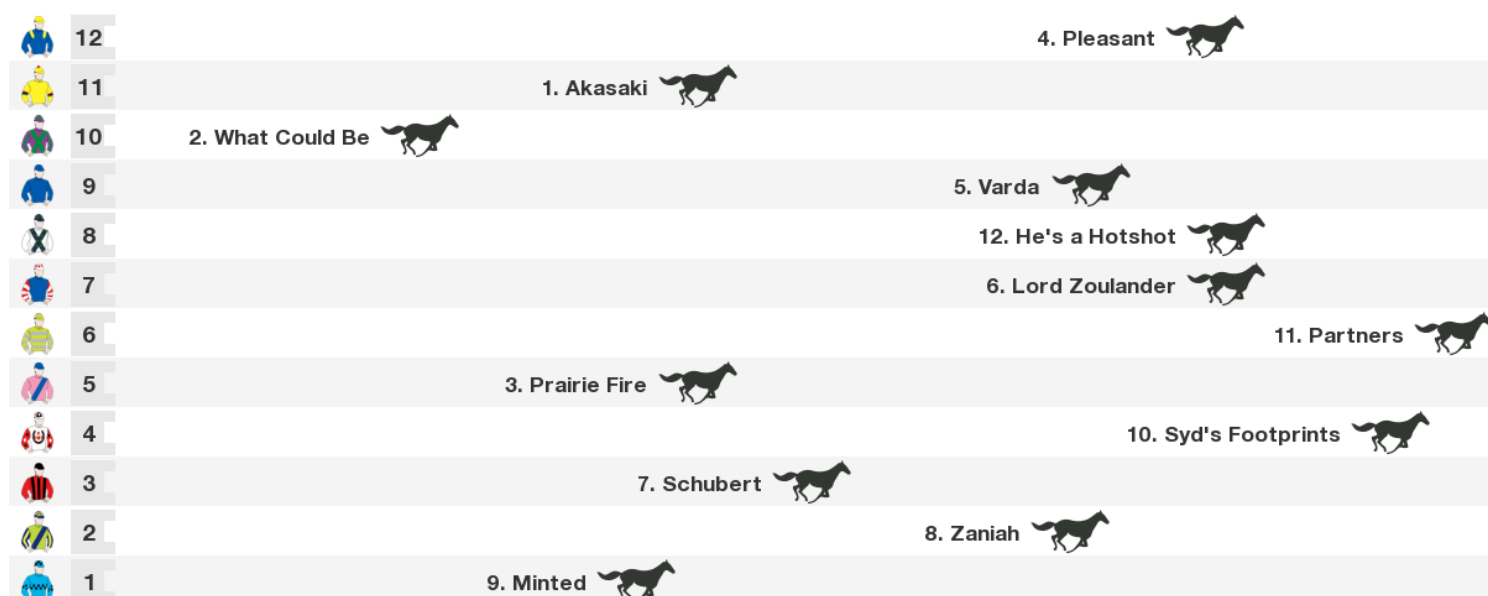 12 4. Pleasant
11 1. Akasaki
10 2. What Could Be
9 5. Varda
8 12. He's a Hotshot
7 6. Lord Zoulander
6 11. Partners
5 3. Prairie Fire
4 10. Syd's Footprints
3 7. Schubert
2 8. Zaniah
1 9. Minted